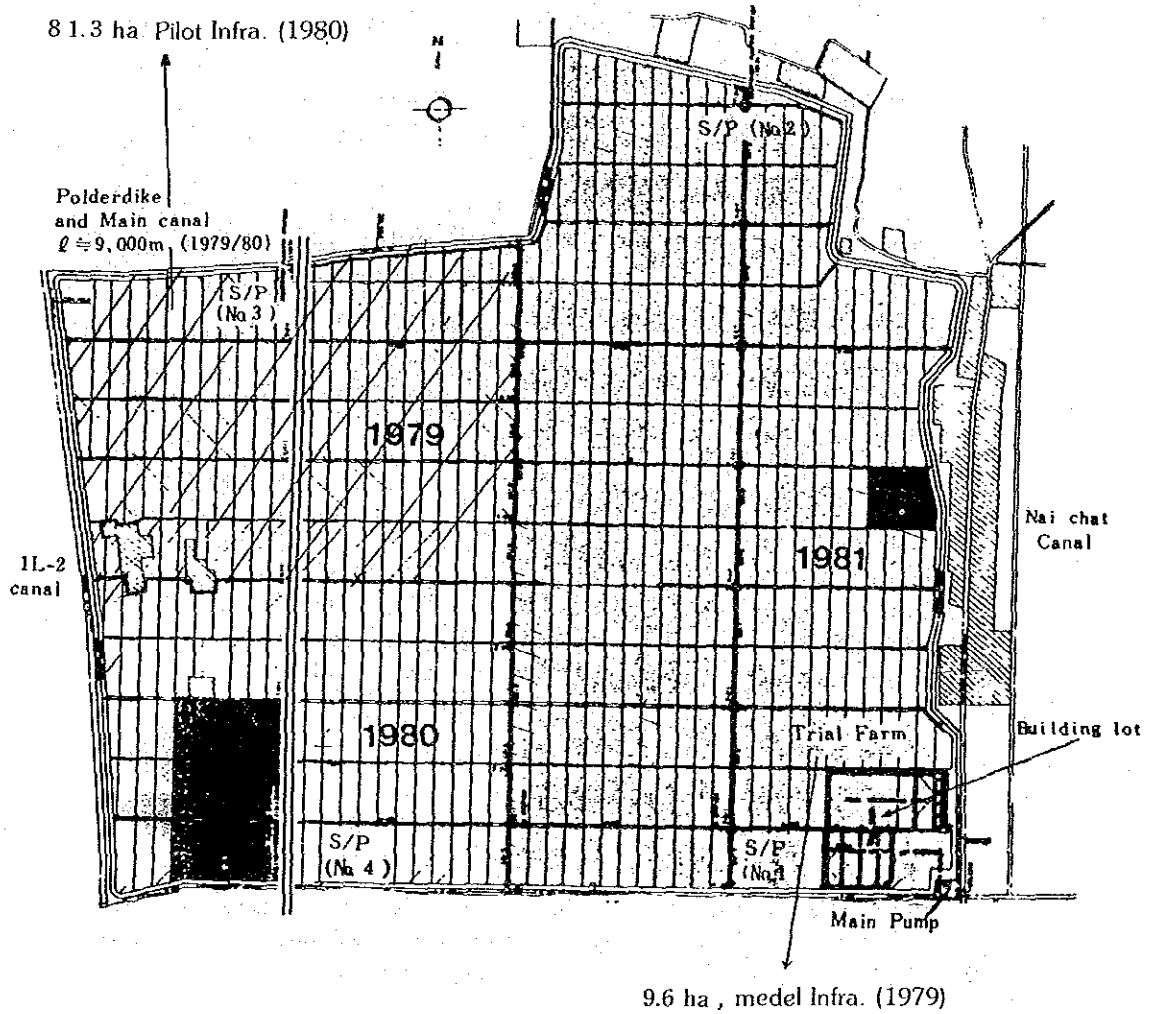 8 1.3 ha Pilot Infra. (1980)
N
S/P (No.2)
Polderdike
and Main canal
ℓ ≒ 9,000m (1979/80)
S/P
(No 3)
1979
Nai chat
Canal
1981
1L-2
canal
1980
Trial Farm
Building lot
S/P
(No. 4)
S/P
(No.1
Main Pump
9.6 ha , medel Infra. (1979)